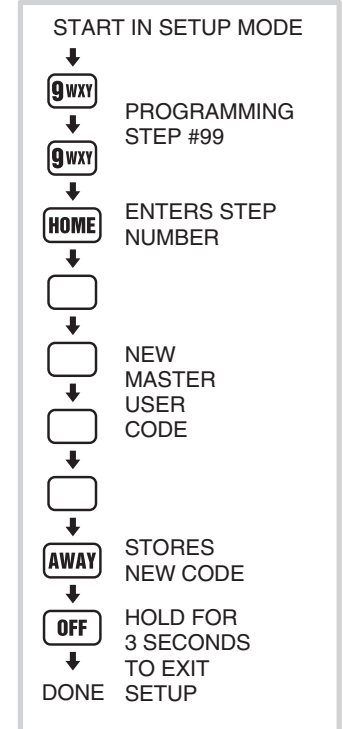 START IN SETUP MODE
9WXY
PROGRAMMING
STEP #99
9WXY
HOME
ENTERS STEP
NUMBER
NEW
MASTER
USER
CODE
AWAY
STORES
NEW CODE
OFF
HOLD FOR
3 SECONDS
TO EXIT
SETUP
DONE